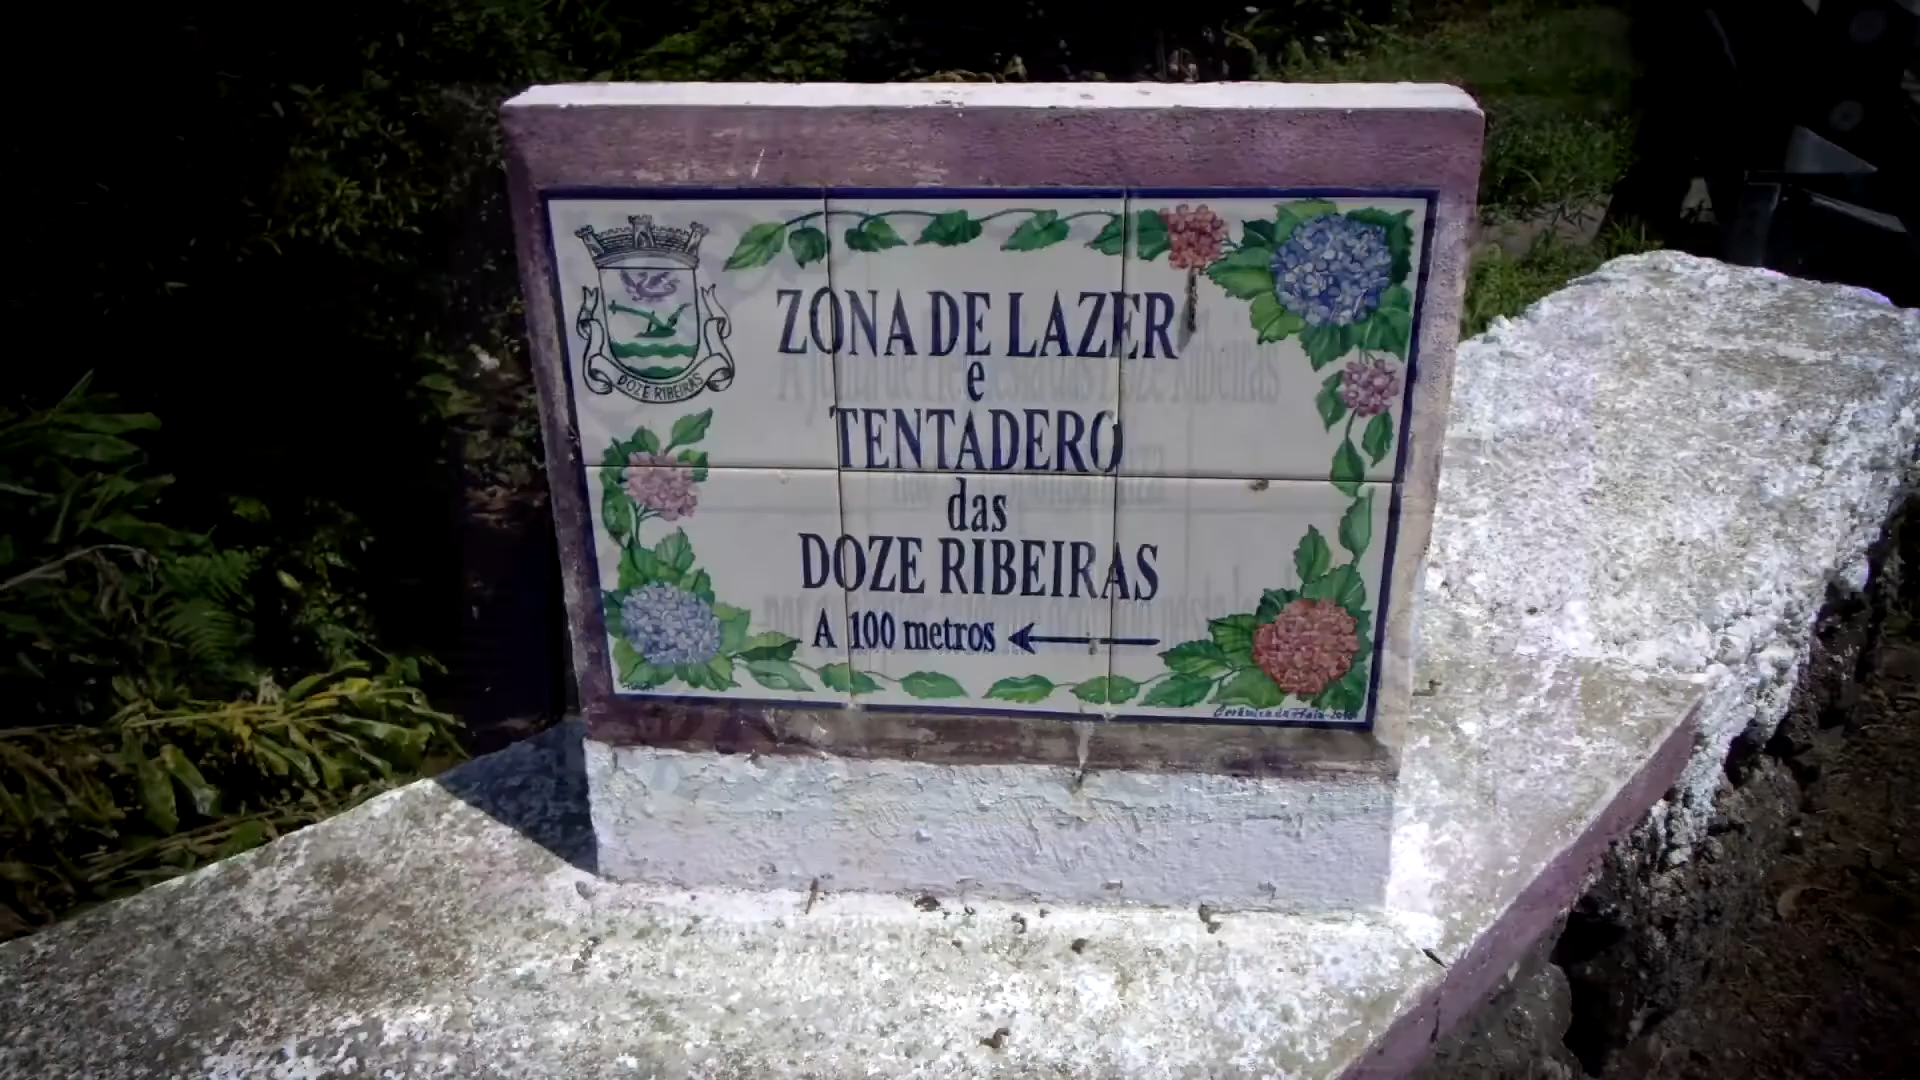 DOZE RIBEIRAS
ZONA DE LAZER
e
TENTADERO
das
DOZE RIBEIRAS
A 100 metros